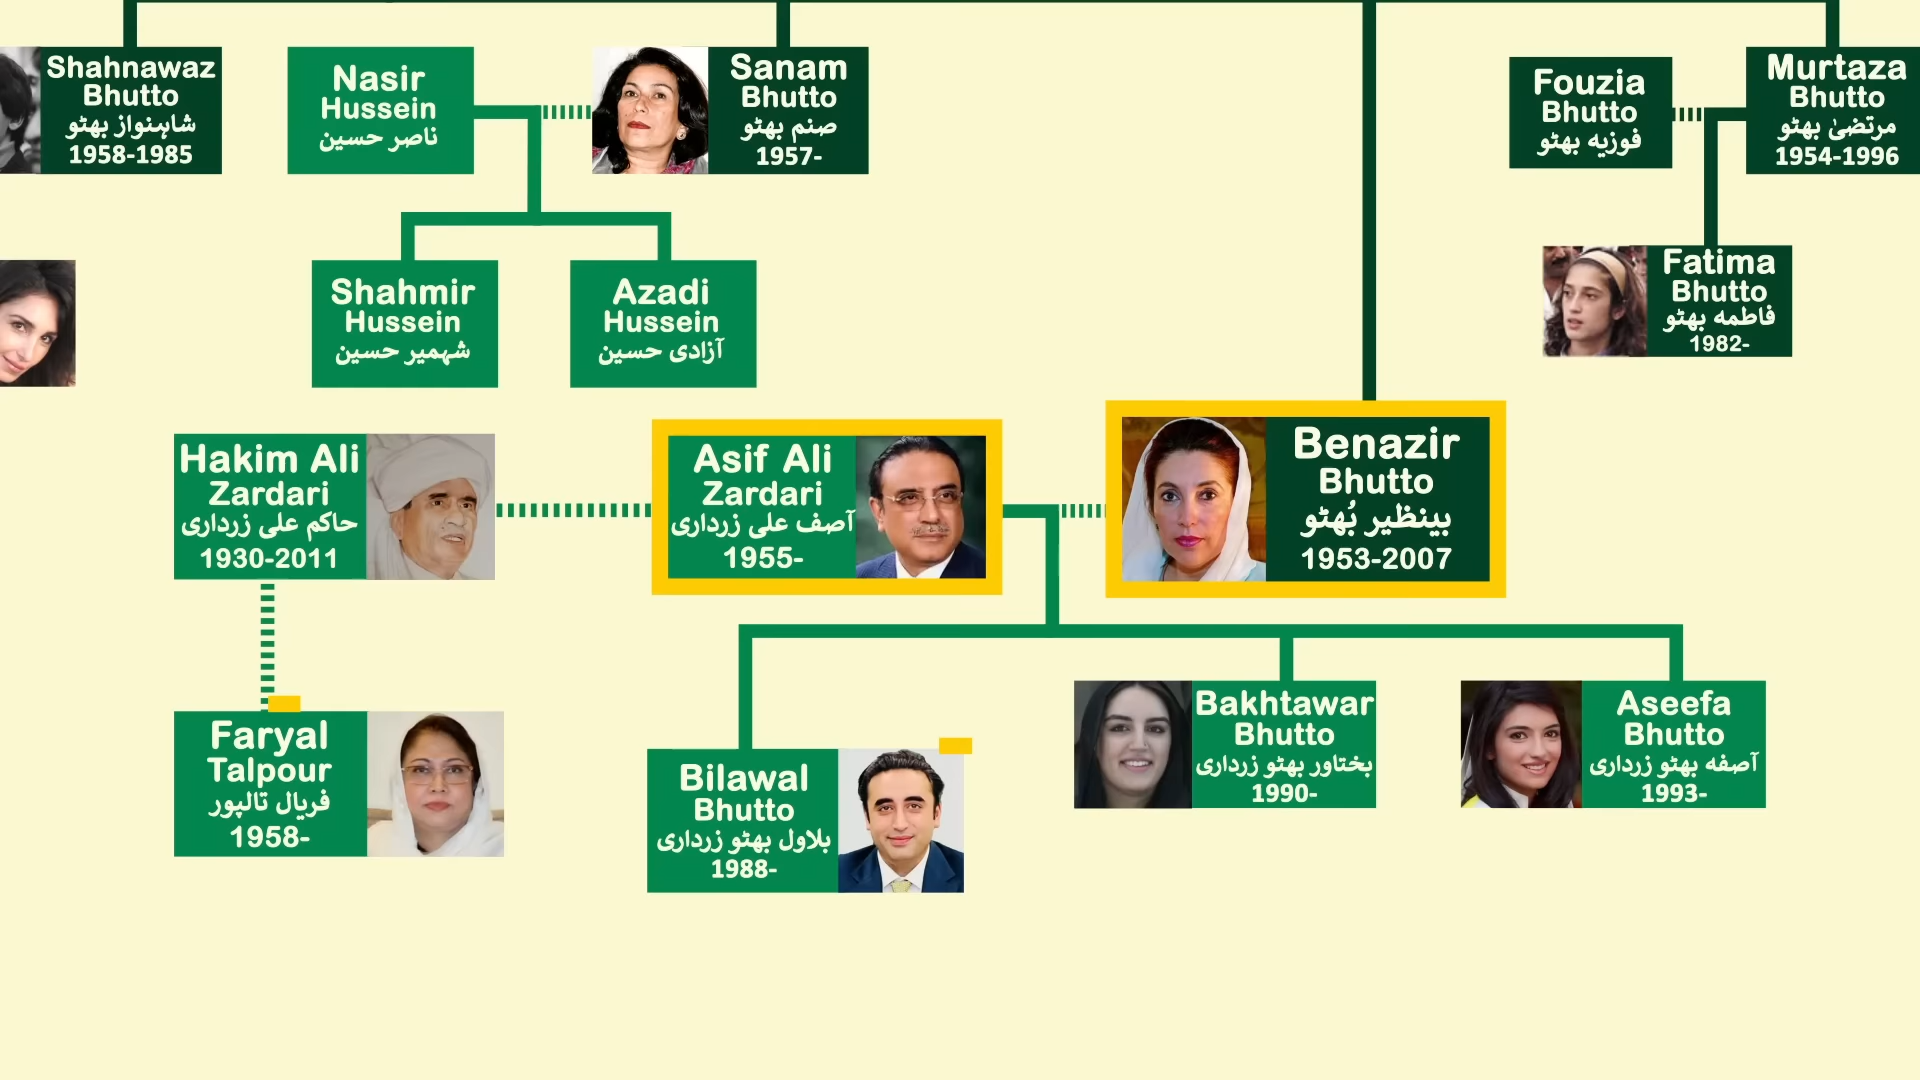 Shahnawaz
Bhutto
شاہنواز بھٹو
1958-1985
Nasir
Hussein
ناصر حسین
Sanam
Bhutto
صنم بھٹو
1957-
Fouzia
Bhutto
فوزیه بھٹو
Murtaza
Bhutto
مرتضیٰ بھٹو
1954-1996
Shahmir
Hussein
شہمیر حسین
Azadi
Hussein
آزادی حسین
Fatima
Bhutto
فاطمه بھٹو
1982-
Hakim Ali
Zardari
حاکم علی زرداری
1930-2011
Asif Ali
Zardari
آصف علی زرداری
1955-
Benazir
Bhutto
بینظیر بُھٹو
1953-2007
Faryal
Talpour
فریال تالپور
1958-
Bilawal
Bhutto
بلاول بھٹو زرداری
1988-
Bakhtawar
Bhutto
بختاور بھٹو زرداری
1990-
Aseefa
Bhutto
آصفه بھٹو زرداری
1993-